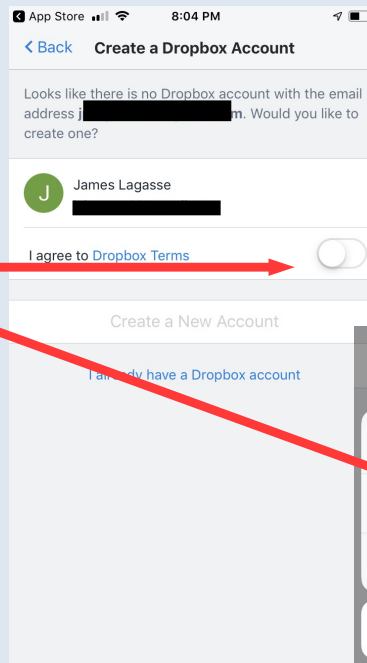 App Store 8:04 PM
Back Create a Dropbox Account
Looks like there is no Dropbox account with the email
address j m. Would you like to
create one?
J
James Lagasse
I agree to Dropbox Terms
Create a New Account
I already have a Dropbox account